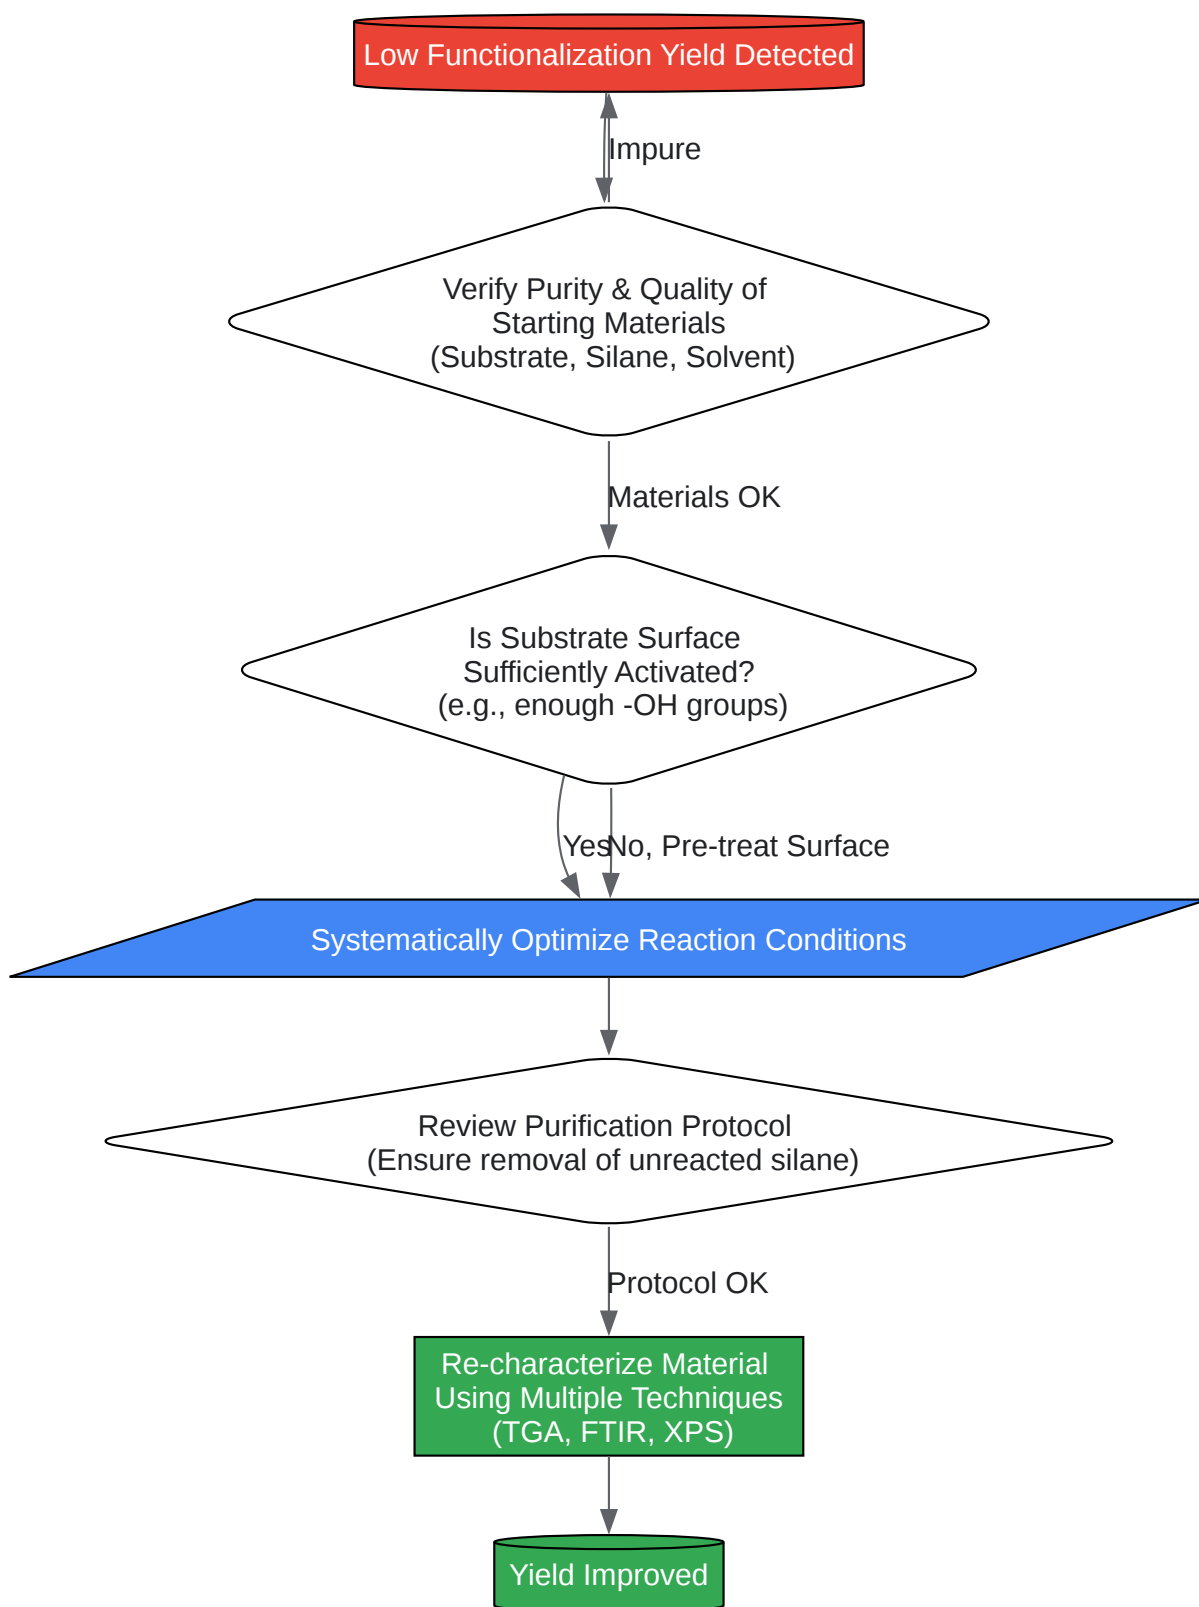 Low Functionalization Yield Detected
Impure
Verify Purity & Quality of
Starting Materials
(Substrate, Silane, Solvent)
Materials OK
Is Substrate Surface
Sufficiently Activated?
(e.g., enough -OH groups)
Yes
No, Pre-treat Surface
Systematically Optimize Reaction Conditions
Review Purification Protocol
(Ensure removal of unreacted silane)
Protocol OK
Re-characterize Material
Using Multiple Techniques
(TGA, FTIR, XPS)
Yield Improved